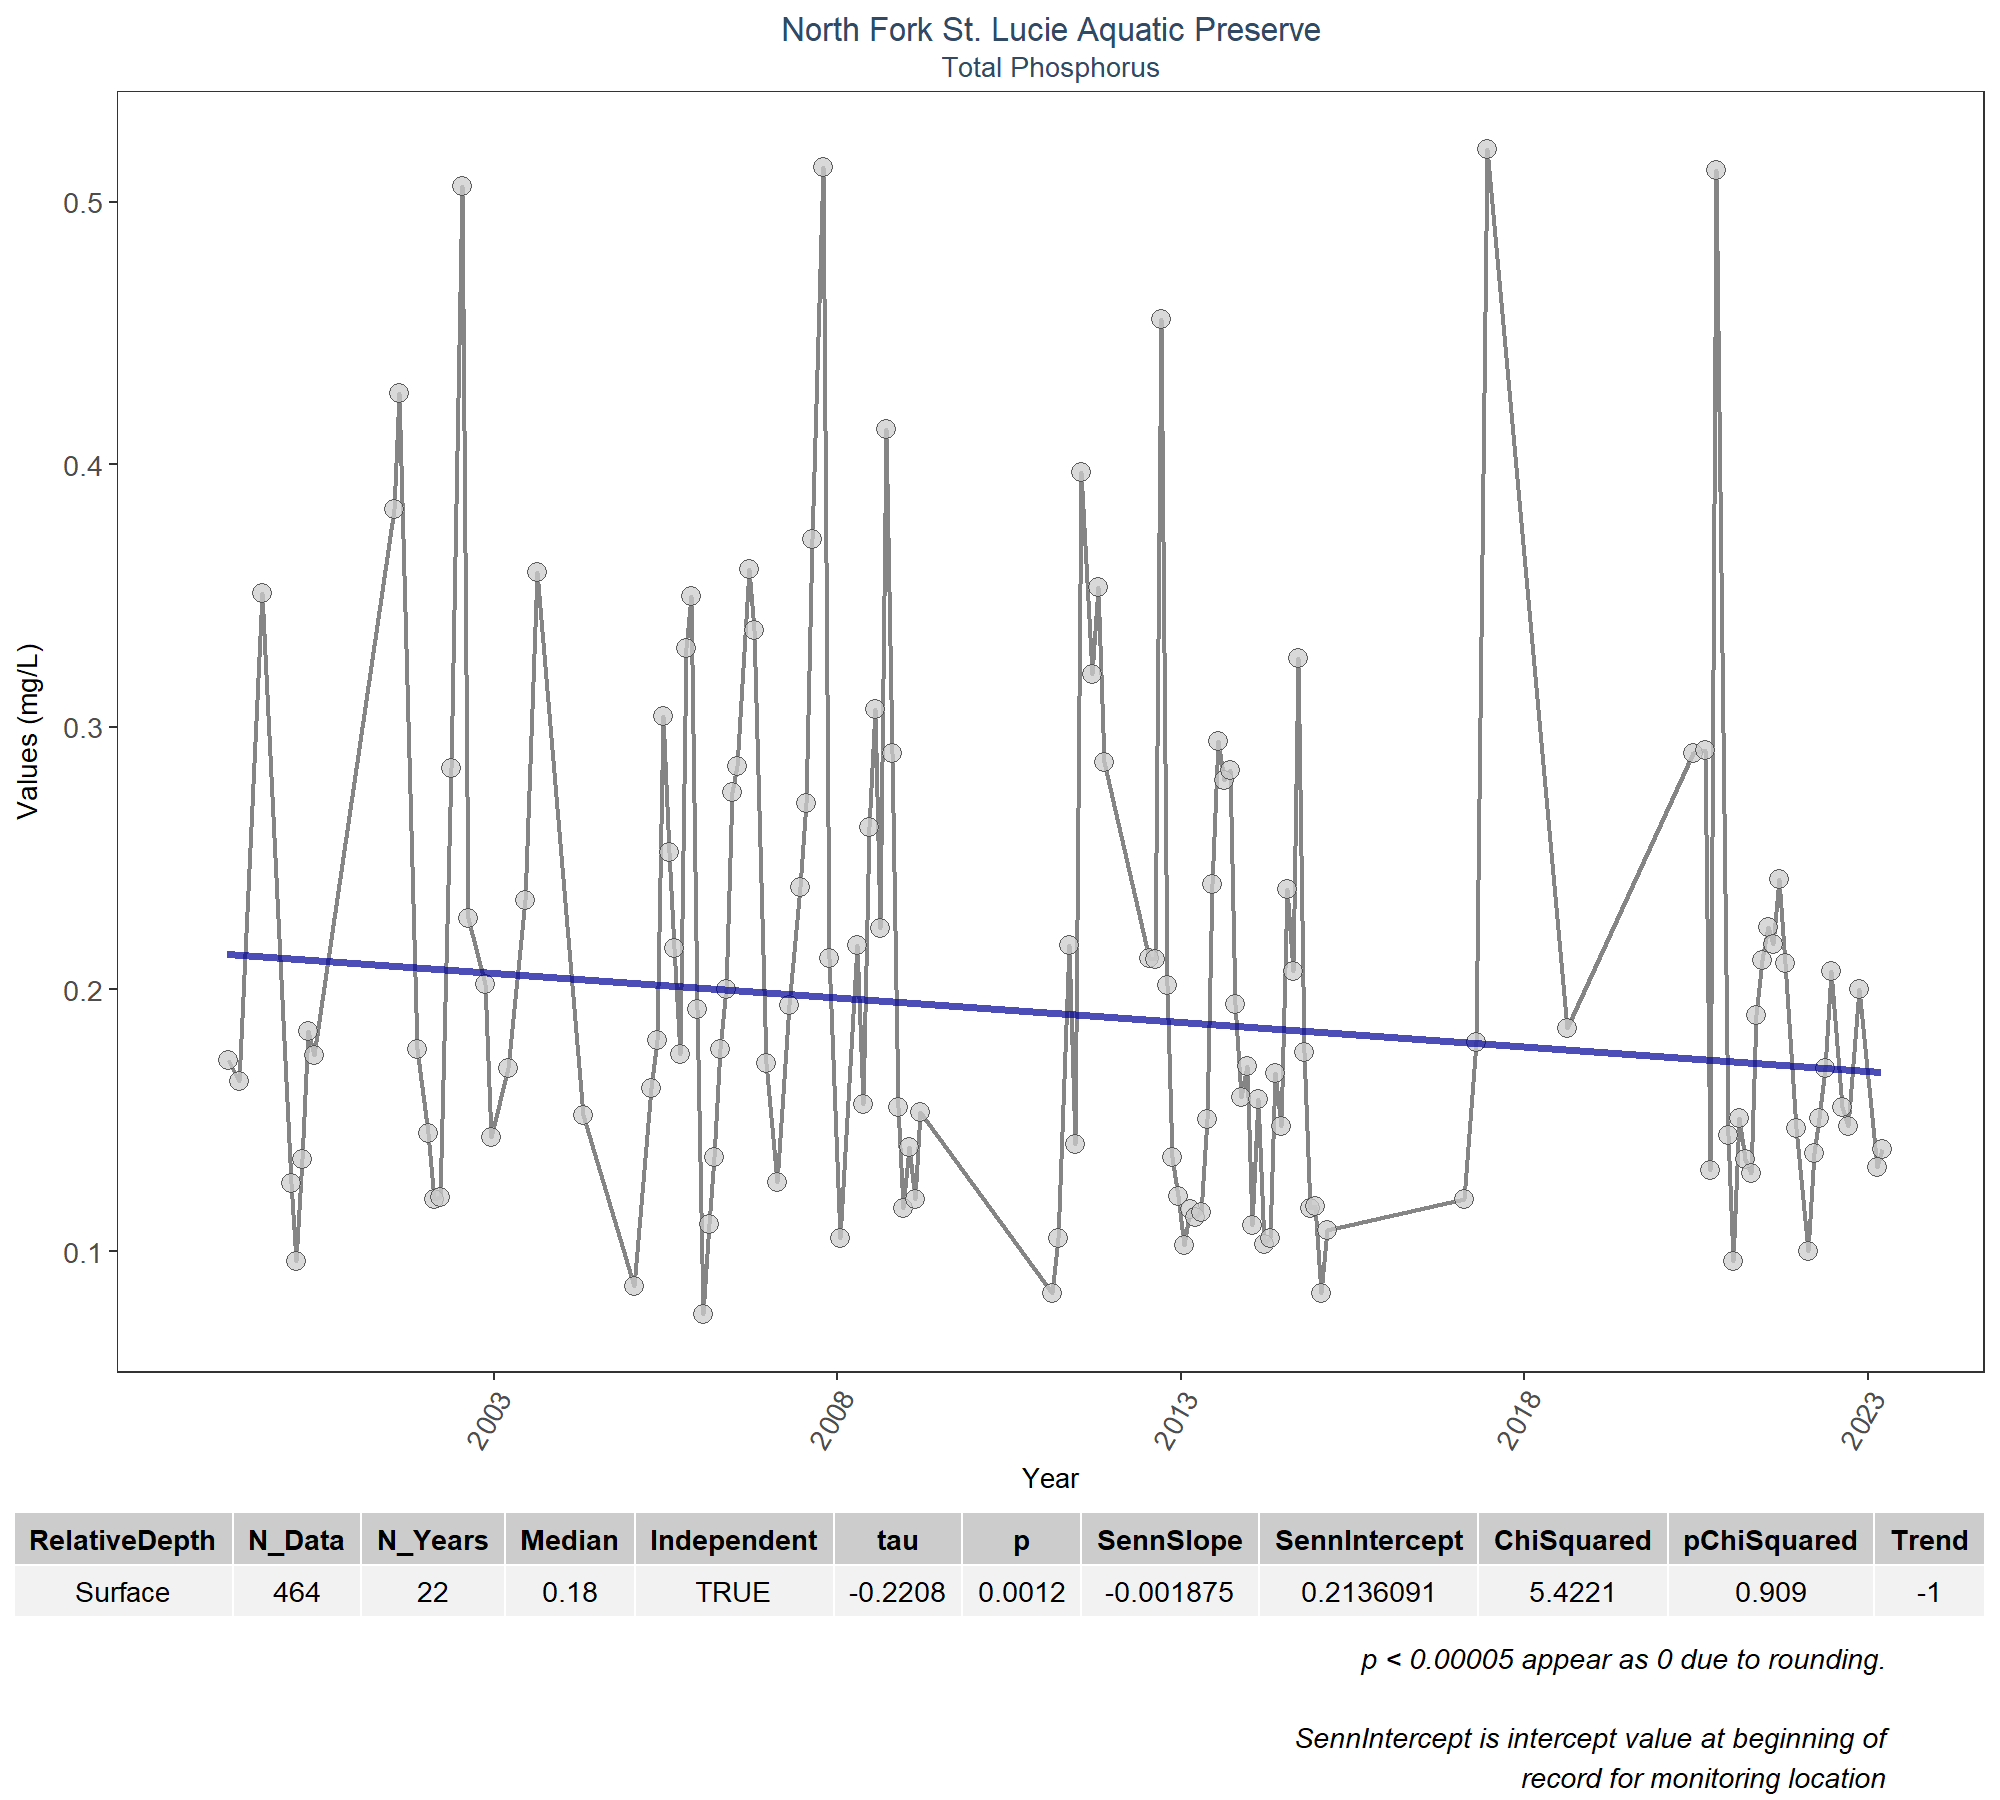 North Fork St. Lucie Aquatic Preserve
Total Phosphorus
Values (mg/L)
0.5
0.4
0.3
0.2
0.1
2003 2008 2013 2018 2023
Year
RelativeDepth N_Data N_Years Median Independent tau p SennSlope SennIntercept ChiSquared pChiSquared Trend
Surface 464 22 0.18 TRUE -0.2208 0.0012 -0.001875 0.2136091 5.4221 0.909 -1
p < 0.00005 appear as 0 due to rounding.
SennIntercept is intercept value at beginning of
record for monitoring location